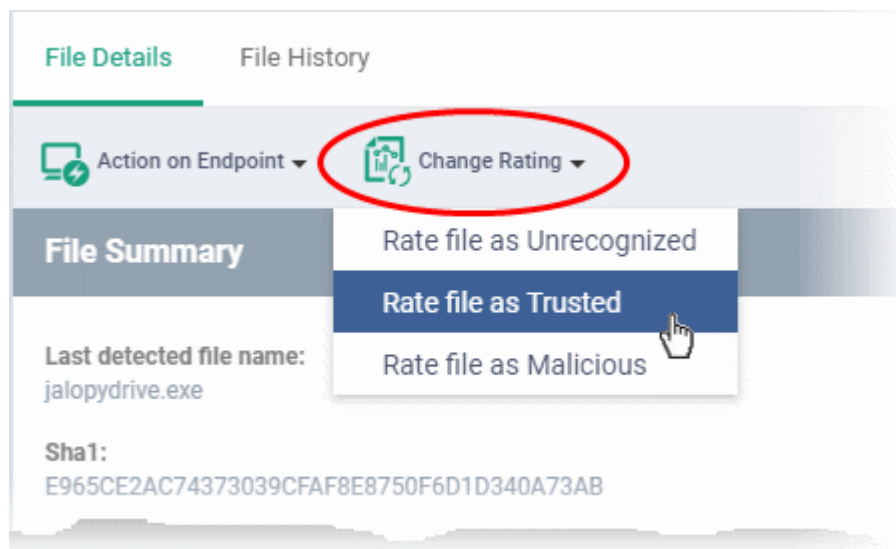 File Details File History
Action on Endpoint Change Rating
File Summary
Rate file as Unrecognized
Rate file as Trusted
Rate file as Malicious
Last detected file name:
jalopydrive.exe
Sha1:
E965CE2AC74373039CFAF8E8750F6D1D340A73AB